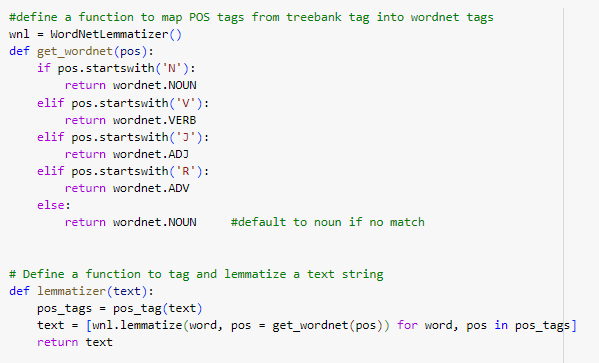 #define a function to map POS tags from treebank tag into wordnet tags
wnl = WordNetLemmatizer()
def get_wordnet(pos):
    if pos.startswith('N'):
        return wordnet.NOUN
    elif pos.startswith('V'):
        return wordnet.VERB
    elif pos.startswith('J'):
        return wordnet.ADJ
    elif pos.startswith('R'):
        return wordnet.ADV
    else:
        return wordnet.NOUN     #default to noun if no match
# Define a function to tag and lemmatize a text string
def lemmatizer(text):
    pos_tags = pos_tag(text)
    text = [wnl.lemmatize(word, pos = get_wordnet(pos)) for word, pos in pos_tags]
    return text